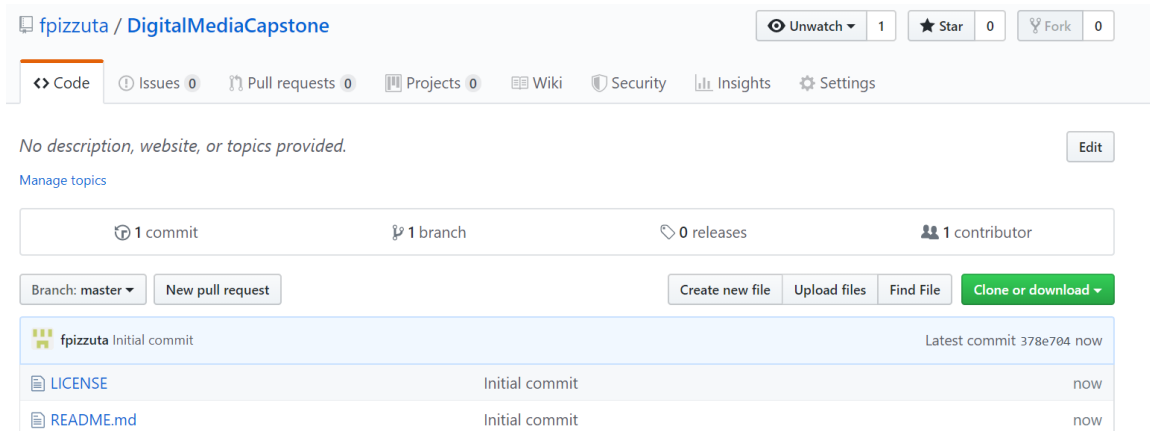 fpizzuta / DigitalMediaCapstone Unwatch 1 Star 0 Fork 0
Code Issues 0 Pull requests 0 Projects 0 Wiki Security Insights Settings
No description, website, or topics provided. Edit
Manage topics
1 commit 1 branch 0 releases 1 contributor
Branch: master New pull request Create new file Upload files Find File Clone or download
fpizzuta Initial commit Latest commit 378e704 now
LICENSE Initial commit now
README.md Initial commit now